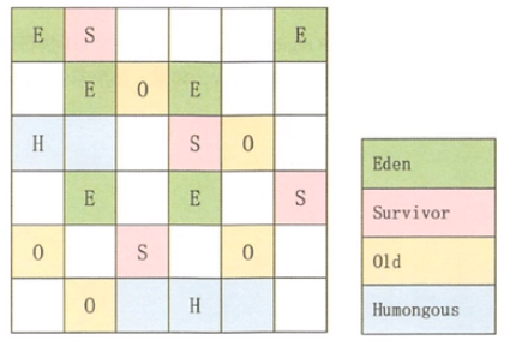 E S E
E O E
H S O
E E S
O S O
O H
Eden
Survivor
Old
Humongous